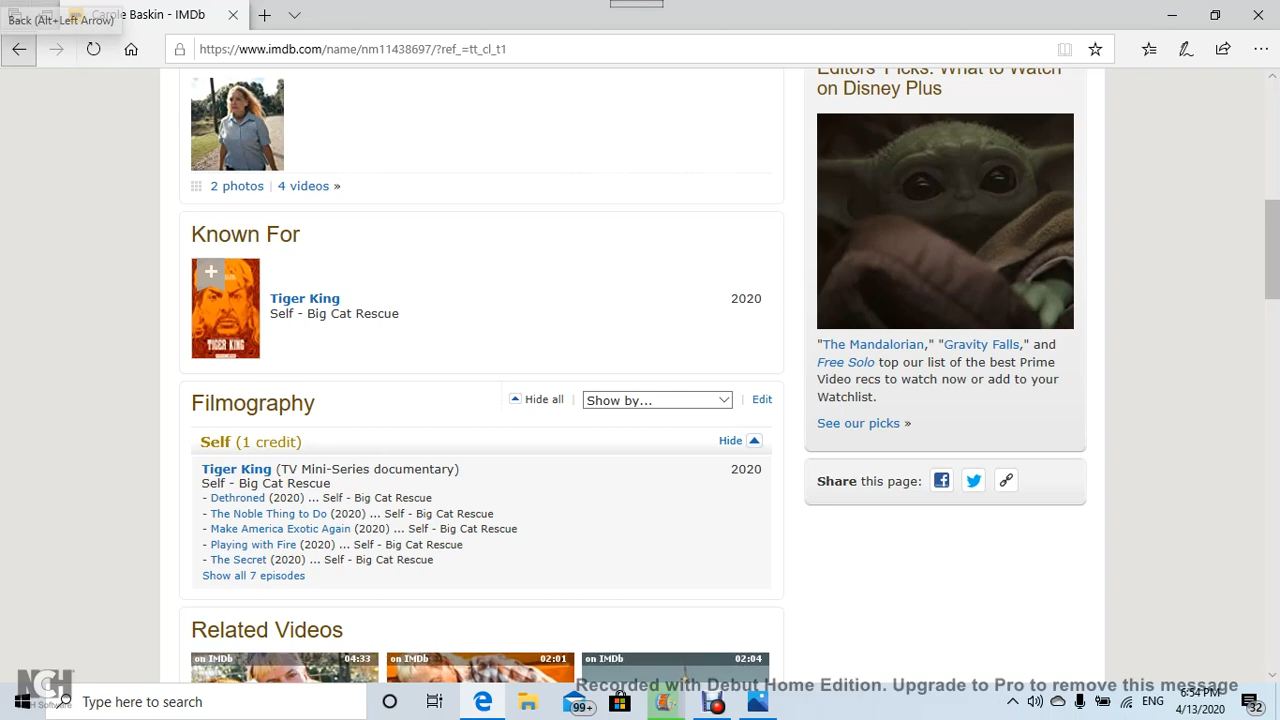 Back (Alt+Left Arrow)
Carole Baskin - IMDb
https://www.imdb.com/name/nm11438697/?ref_=tt_cl_t1
2 photos | 4 videos »
Known For
TIGER KING
Tiger King
2020
Self - Big Cat Rescue
Filmography
Hide all
Show by...
Edit
Self (1 credit)
Hide
Tiger King (TV Mini-Series documentary)
2020
Self - Big Cat Rescue
- Dethroned (2020) ... Self - Big Cat Rescue
- The Noble Thing to Do (2020) ... Self - Big Cat Rescue
- Make America Exotic Again (2020) ... Self - Big Cat Rescue
- Playing with Fire (2020) ... Self - Big Cat Rescue
- The Secret (2020) ... Self - Big Cat Rescue
Show all 7 episodes
Related Videos
on IMDb 04:33
on IMDb 02:01
on IMDb 02:04
Editors' Picks: What to Watch
on Disney Plus
"The Mandalorian," "Gravity Falls," and
Free Solo top our list of the best Prime
Video recs to watch now or add to your
Watchlist.
See our picks »
Share this page:
Recorded with Debut Home Edition. Upgrade to Pro to remove this message
NCH
NCH Software
Type here to search
99+
ENG
6:54 PM
4/13/2020
32